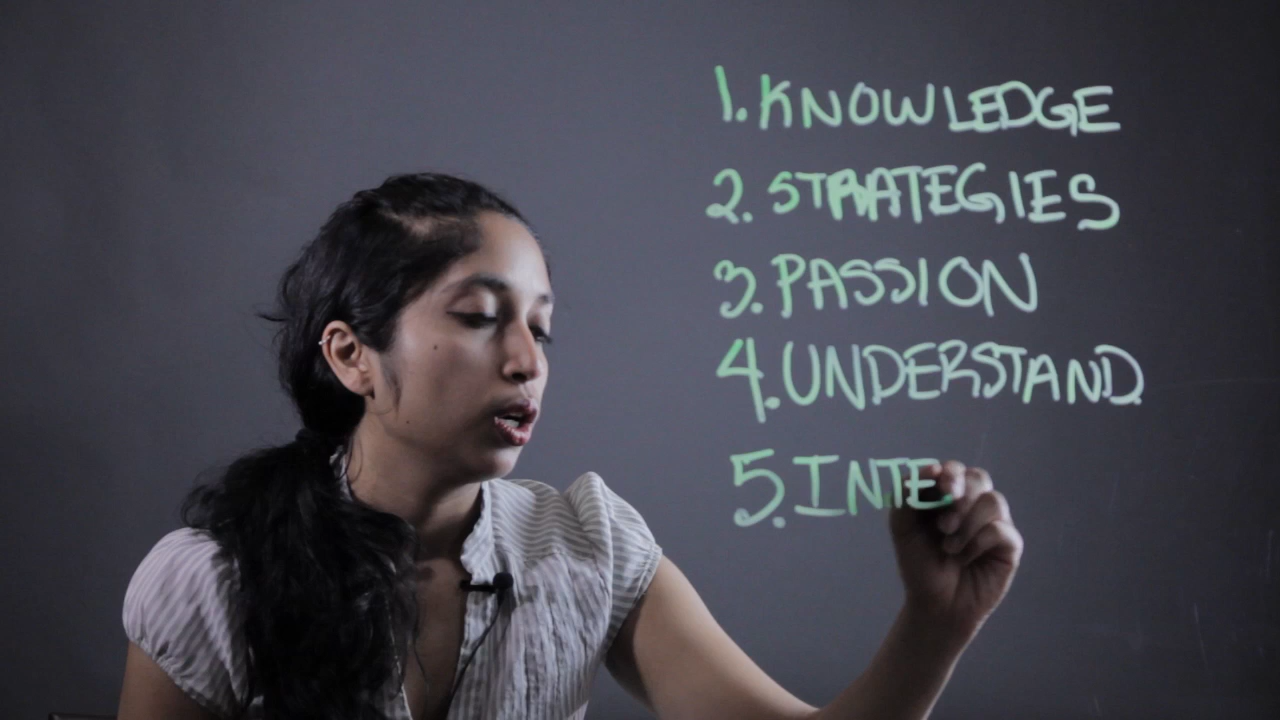 1. KNOWLEDGE
2. STRATEGIES
3. PASSION
4. UNDERSTAND
5. INTE